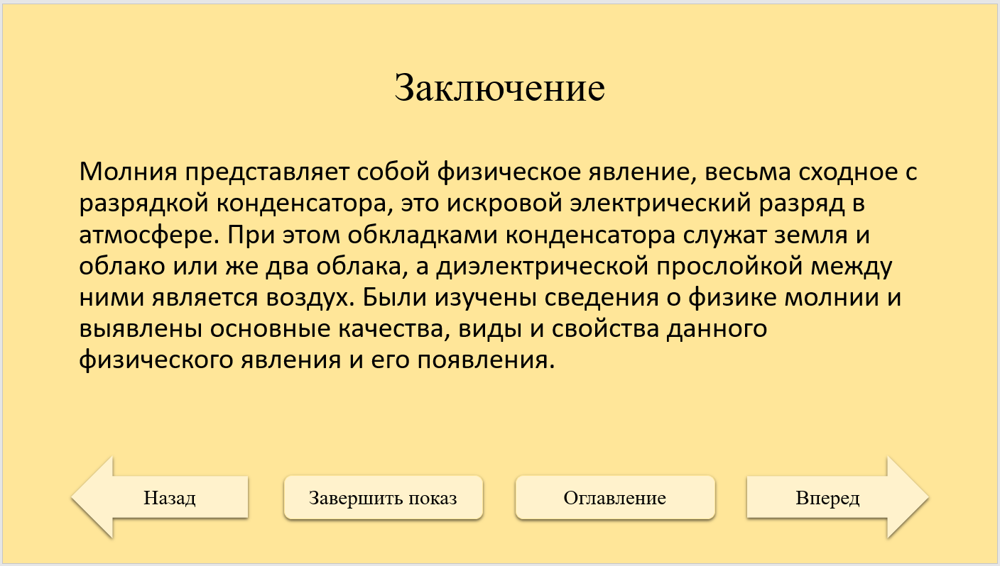 Заключение
Молния представляет собой физическое явление, весьма сходное с
разрядкой конденсатора, это искровой электрический разряд в
атмосфере. При этом обкладками конденсатора служат земля и
облако или же два облака, а диэлектрической прослойкой между
ними является воздух. Были изучены сведения о физике молнии и
выявлены основные качества, виды и свойства данного
физического явления и его появления.
Назад
Завершить показ
Оглавление
Вперед